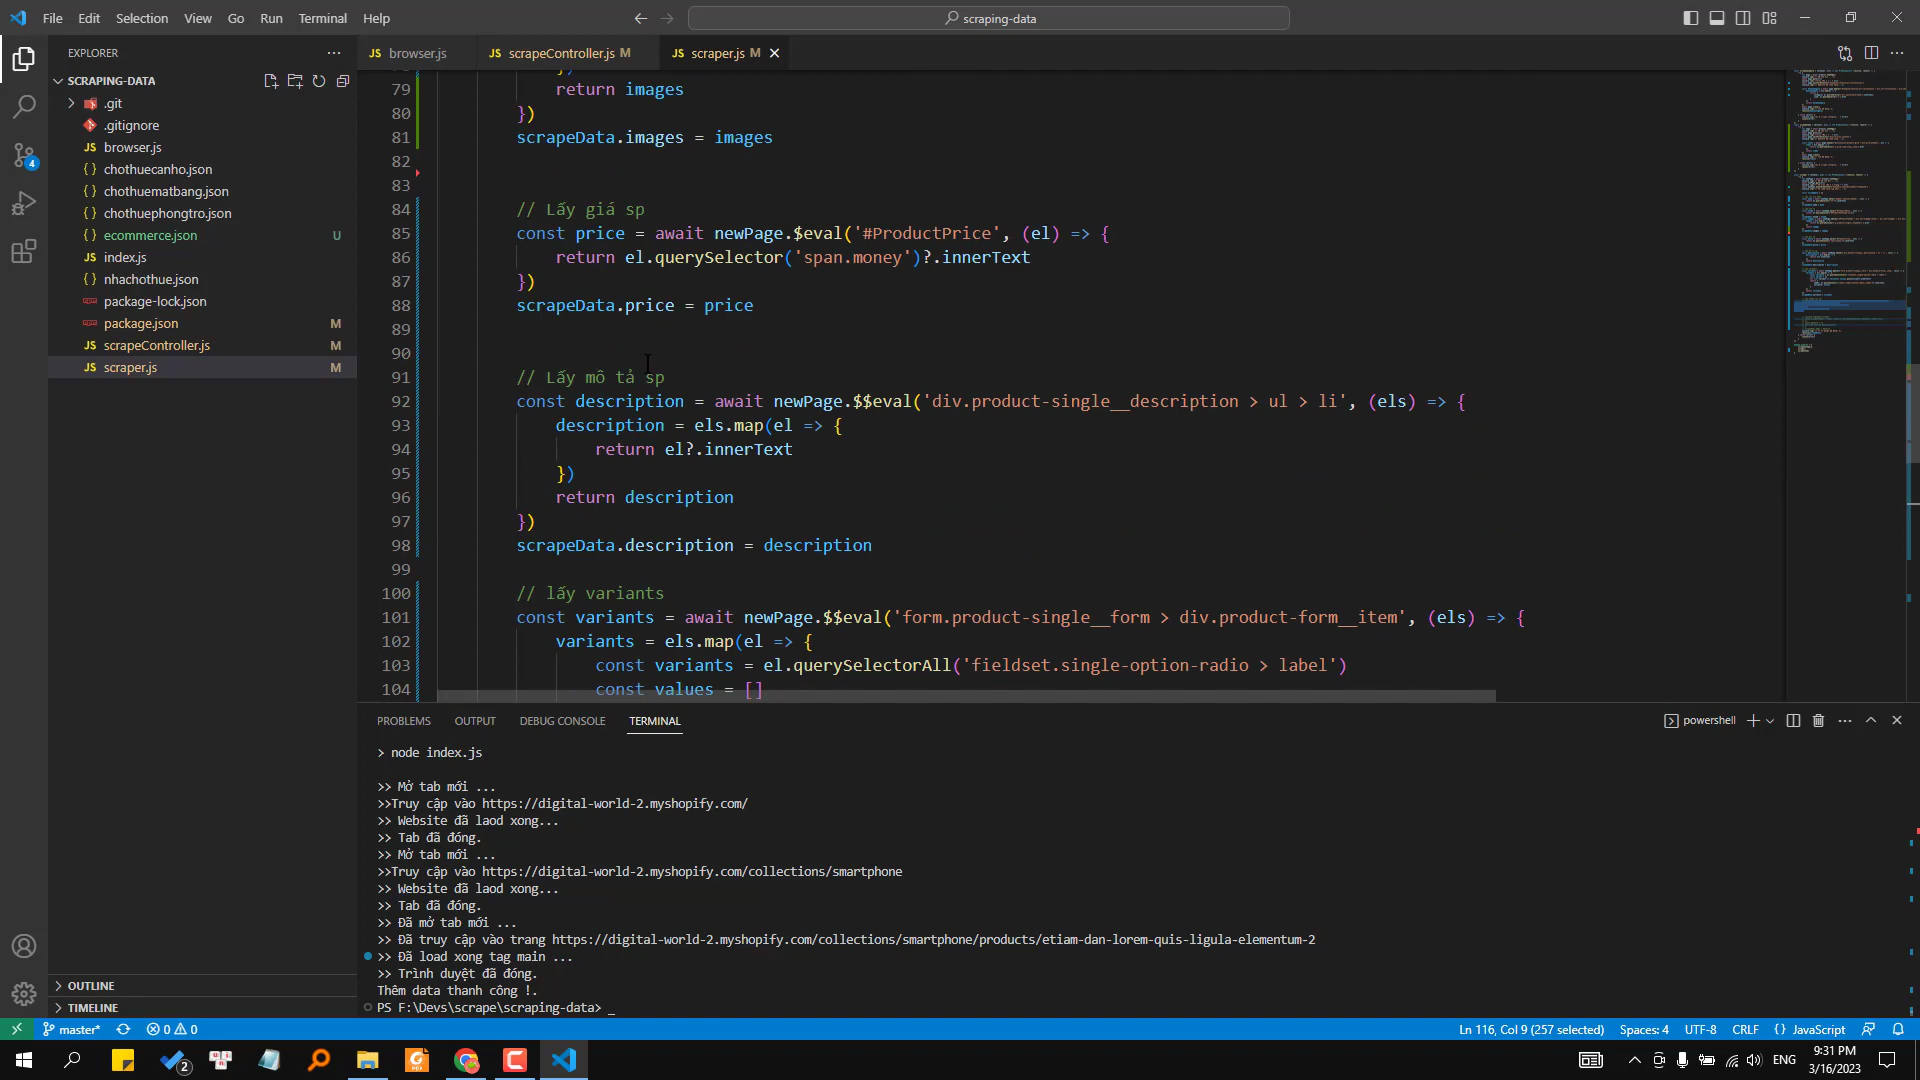 File Edit Selection View Go Run Terminal Help
scraping-data
EXPLORER
SCRAPING-DATA
.git
.gitignore
browser.js
chothuecanho.json
chothuematbang.json
chothuephongtro.json
ecommerce.json U
index.js
nhachothue.json
package-lock.json
package.json M
scrapeController.js M
scraper.js M
OUTLINE
TIMELINE
4
JS browser.js JS scrapeController.js M JS scraper.js M
79 return images
80 })
81 scrapeData.images = images
82
83
84 // Lấy giá sp
85 const price = await newPage.$eval('#ProductPrice', (el) => {
86 return el.querySelector('span.money')?.innerText
87 })
88 scrapeData.price = price
89
90
91 // Lấy mô tả sp
92 const description = await newPage.$$eval('div.product-single__description > ul > li', (els) => {
93 description = els.map(el => {
94 return el?.innerText
95 })
96 return description
97 })
98 scrapeData.description = description
99
100 // lấy variants
101 const variants = await newPage.$$eval('form.product-single__form > div.product-form__item', (els) => {
102 variants = els.map(el => {
103 const variants = el.querySelectorAll('fieldset.single-option-radio > label')
104 const values = []
PROBLEMS OUTPUT DEBUG CONSOLE TERMINAL powershell
> node index.js
>> Mở tab mới ...
>>Truy cập vào https://digital-world-2.myshopify.com/
>> Website đã laod xong...
>> Tab đã đóng.
>> Mở tab mới ...
>>Truy cập vào https://digital-world-2.myshopify.com/collections/smartphone
>> Website đã laod xong...
>> Tab đã đóng.
>> Đã mở tab mới ...
>> Đã truy cập vào trang https://digital-world-2.myshopify.com/collections/smartphone/products/etiam-dan-lorem-quis-ligula-elementum-2
>> Đã load xong tag main ...
>> Trình duyệt đã đóng.
Thêm data thanh công !.
PS F:\Devs\scrape\scraping-data> _
master* 0 0 Ln 116, Col 9 (257 selected) Spaces: 4 UTF-8 CRLF {} JavaScript
2 ENG 9:31 PM
3/16/2023